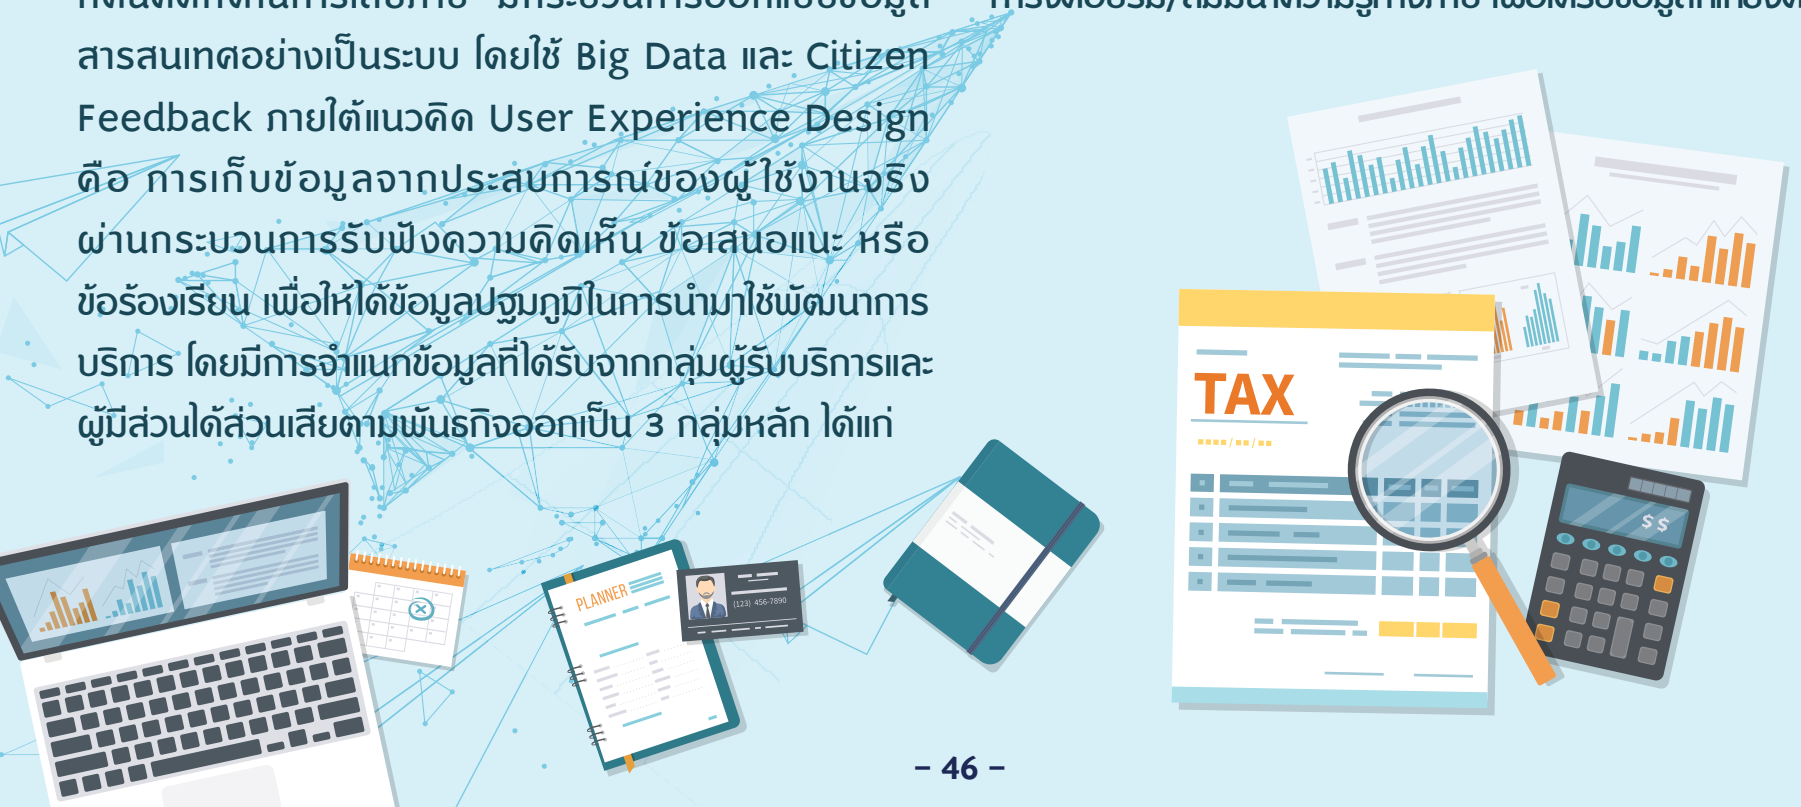 สารสนเทศอย่างเป็นระบบ โดยใช้ Big Data และ Citizen
Feedback ภายใต้แนวคิด User Experience Design
คือ การเก็บข้อมูลจากประสบการณ์ของผู้ใช้งานจริง
ผ่านกระบวนการรับฟังความคิดเห็น ข้อเสนอแนะ หรือ
ข้อร้องเรียน เพื่อให้ได้ข้อมูลปฐมภูมิในการนำมาใช้พัฒนาการ
บริการ โดยมีการจำแนกข้อมูลที่ได้รับจากกลุ่มผู้รับบริการและ
ผู้มีส่วนได้ส่วนเสียตามพันธกิจออกเป็น 3 กลุ่มหลัก ได้แก่
TAX
$$
PLANNER
(123) 456-7890
– 46 –